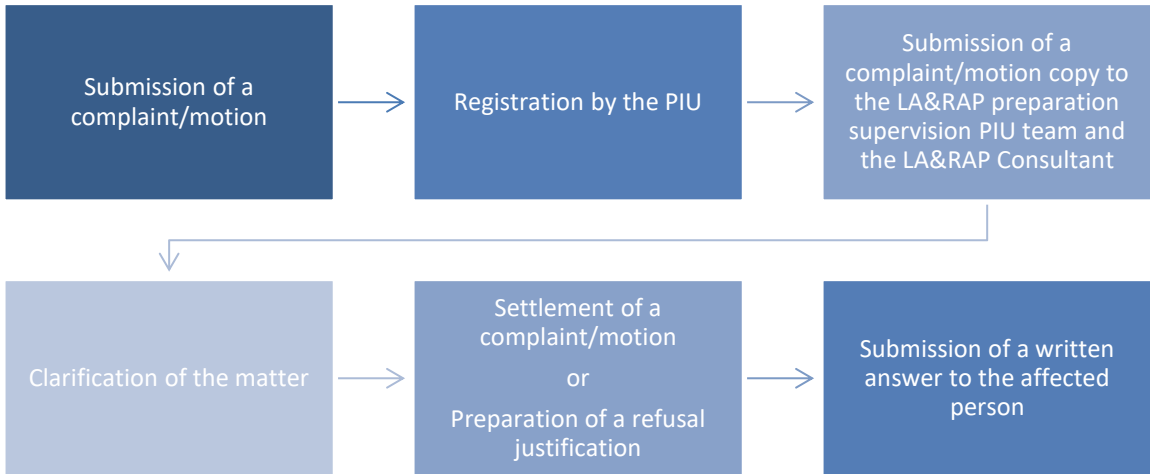 Submission of a
complaint/motion
Registration by the PIU
Submission of a
complaint/motion copy to
the LA&RAP preparation
supervision PIU team and
the LA&RAP Consultant
Clarification of the matter
Settlement of a
complaint/motion
or
Preparation of a refusal
justification
Submission of a written
answer to the affected
person